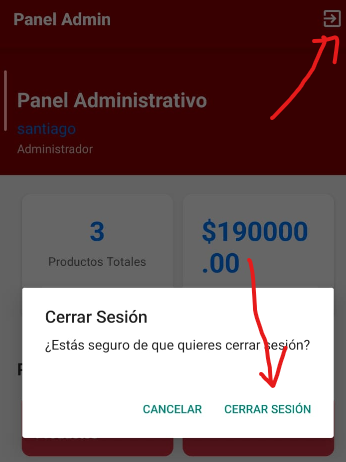 Panel Admin
Panel Administrativo
santiago
Administrador
3
Productos Totales
$190000
.00
Cerrar Sesión
¿Estás seguro de que quieres cerrar sesión?
CANCELAR
CERRAR SESIÓN